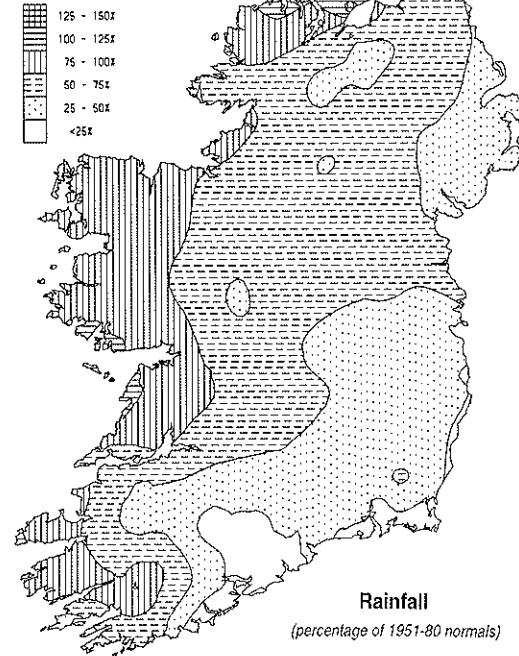 125 - 150%
100 - 125%
75 - 100%
50 - 75%
25 - 50%
<25%
Rainfall
(percentage of 1951-80 normals)